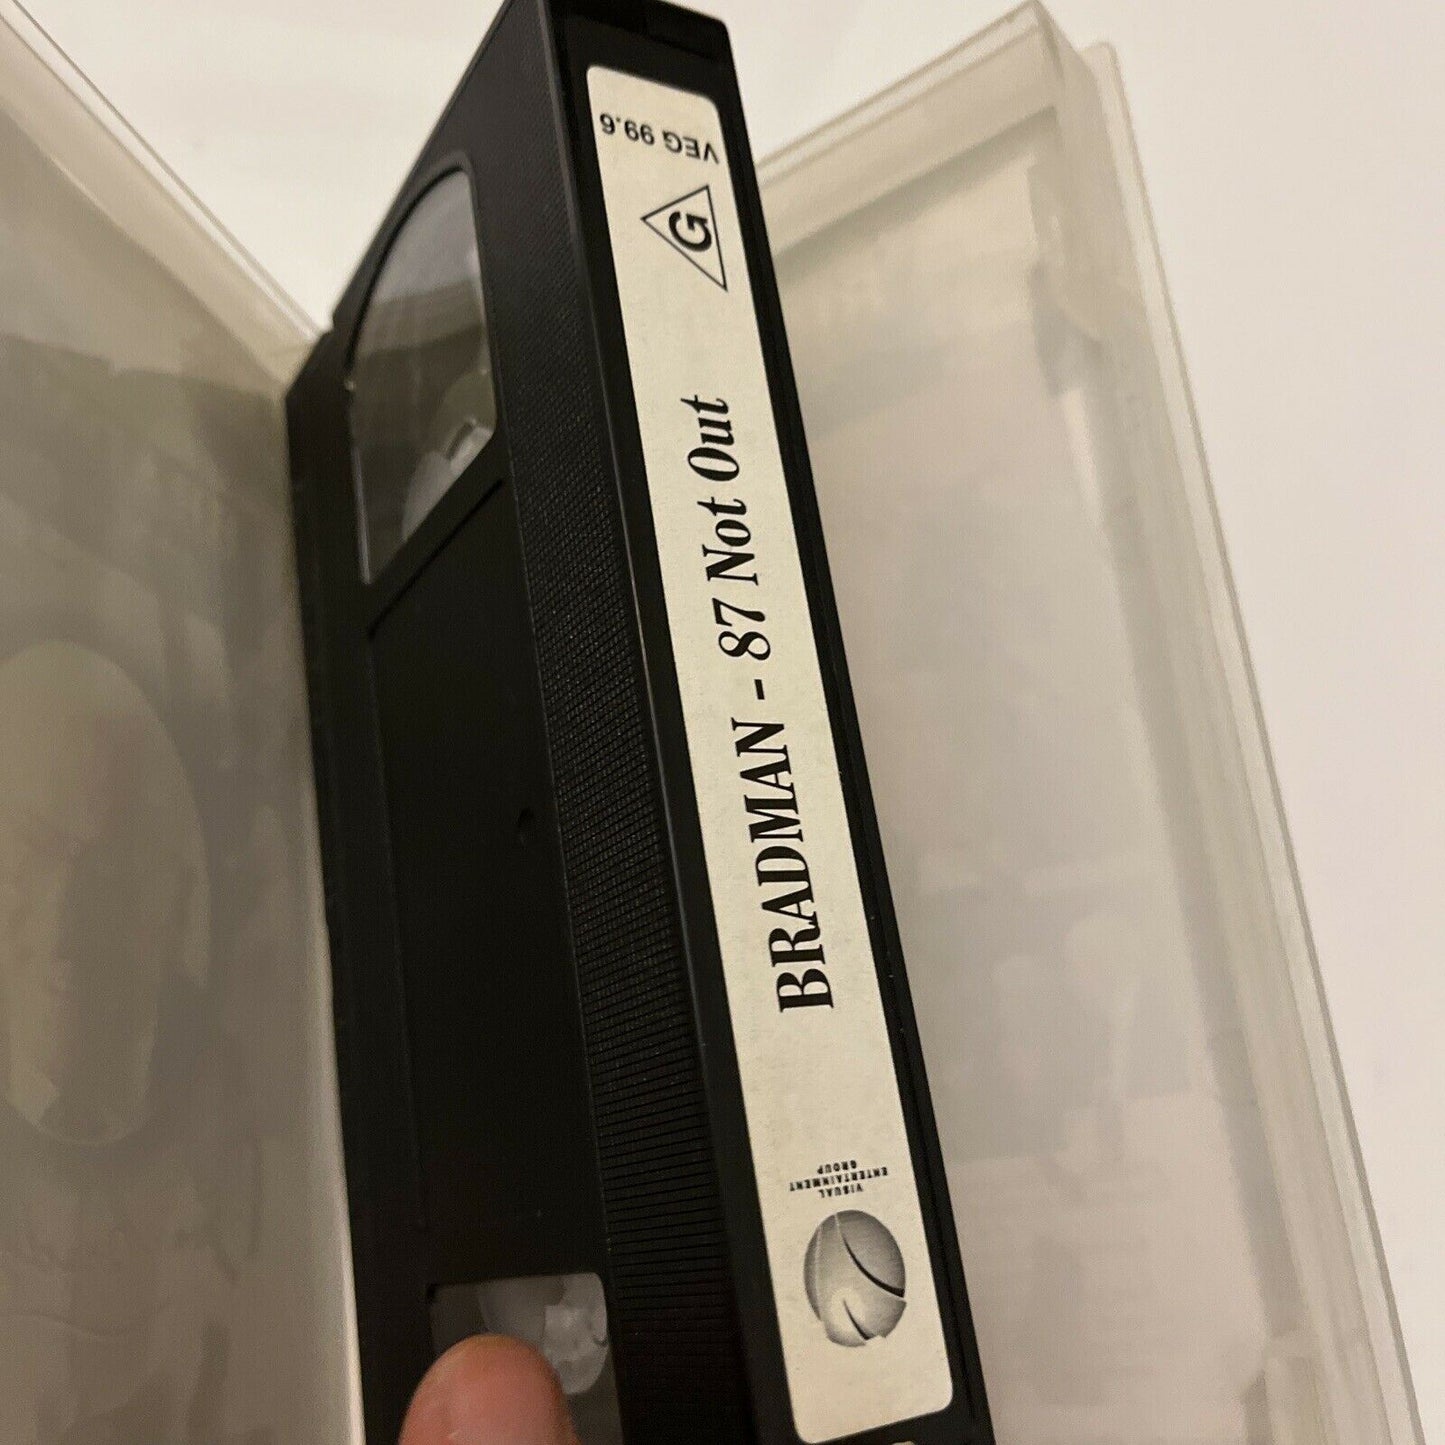 VEG 99.6
G
BRADMAN - 87 Not Out
VISUAL
ENTERTAINMENT
GROUP